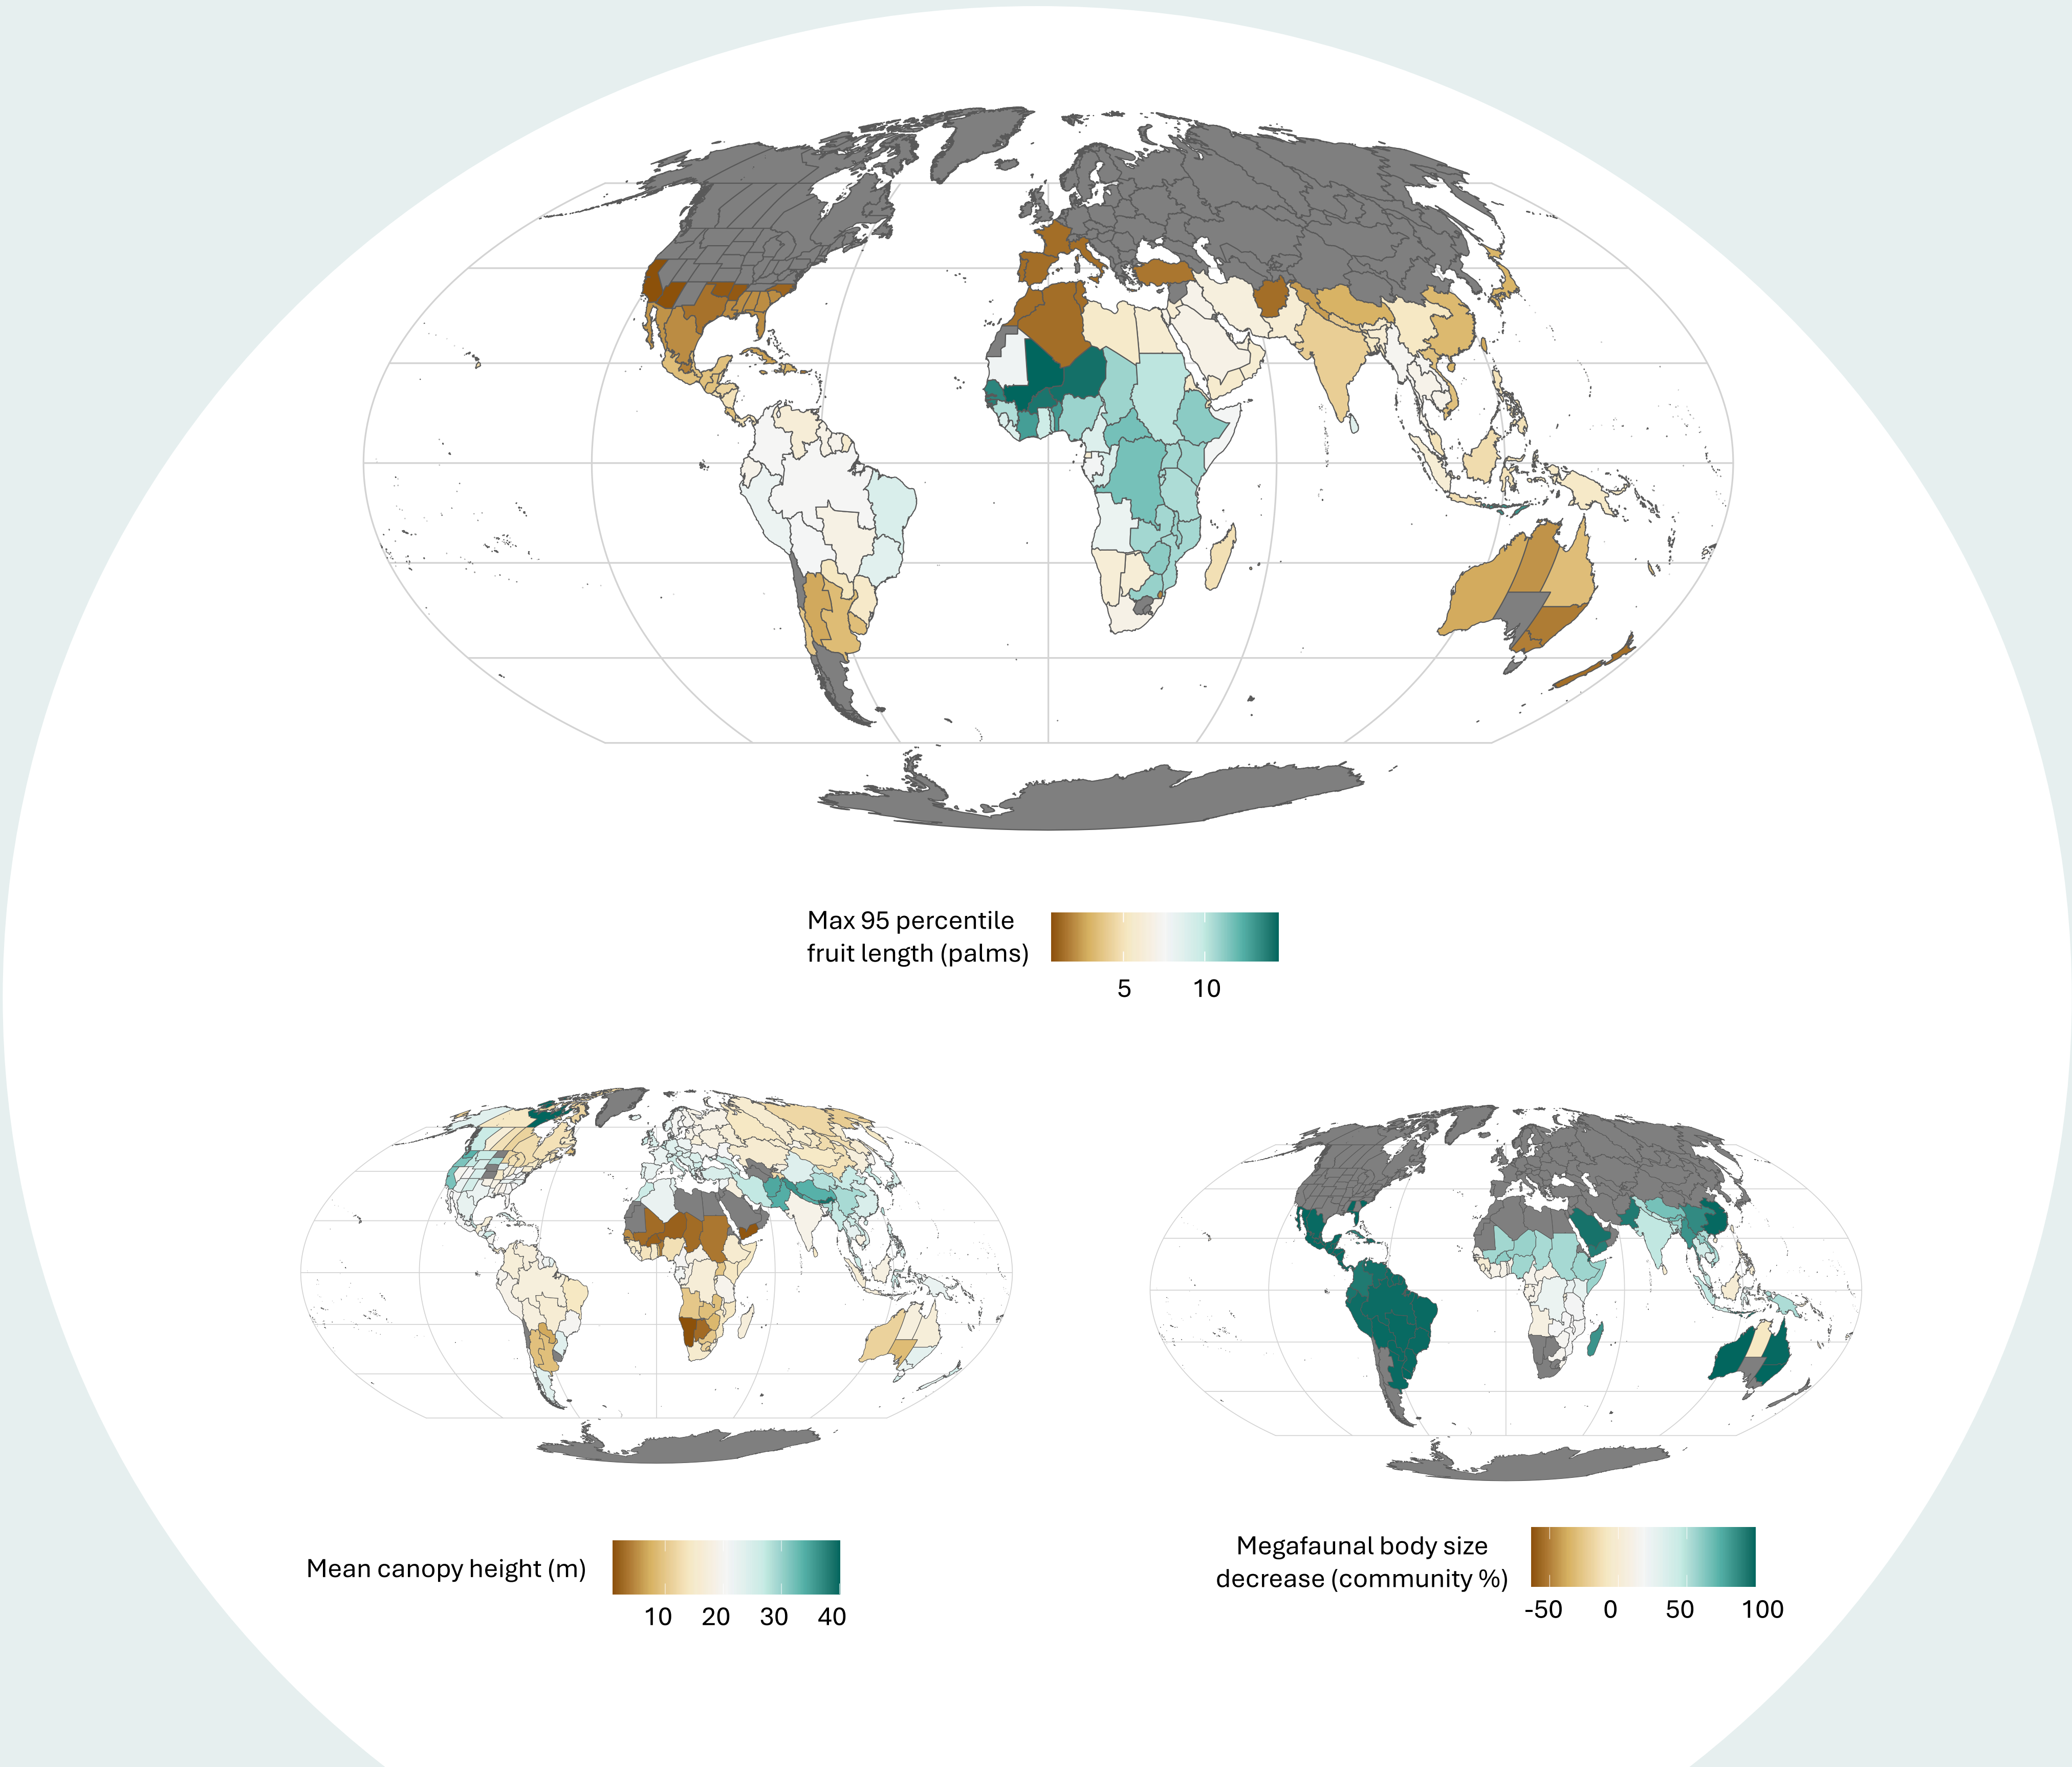 Max 95 percentile
fruit length (palms)
5 10
Mean canopy height (m)
10 20 30 40
Megafaunal body size
decrease (community %)
-50 0 50 100